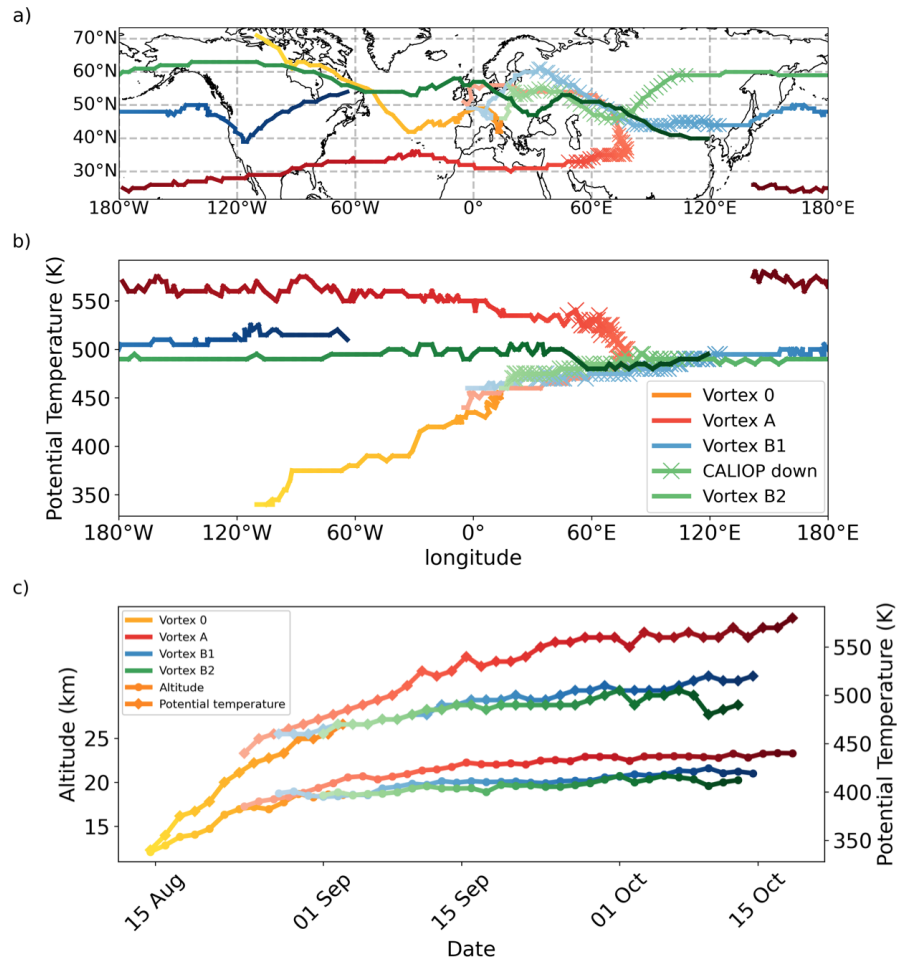 a)
70°N
60°N
50°N
40°N
30°N
180°W 120°W 60°W 0° 60°E 120°E 180°E
b)
Potential Temperature (K)
550
500
450
400
350
Vortex 0
Vortex A
Vortex B1
CALIOP down
Vortex B2
180°W 120°W 60°W 0° 60°E 120°E 180°E
longitude
c)
Vortex 0
Vortex A
Vortex B1
Vortex B2
Altitude
Potential temperature
Altitude (km)
25
20
15
Potential Temperature (K)
550
500
450
400
350
15 Aug 01 Sep 15 Sep 01 Oct 15 Oct
Date